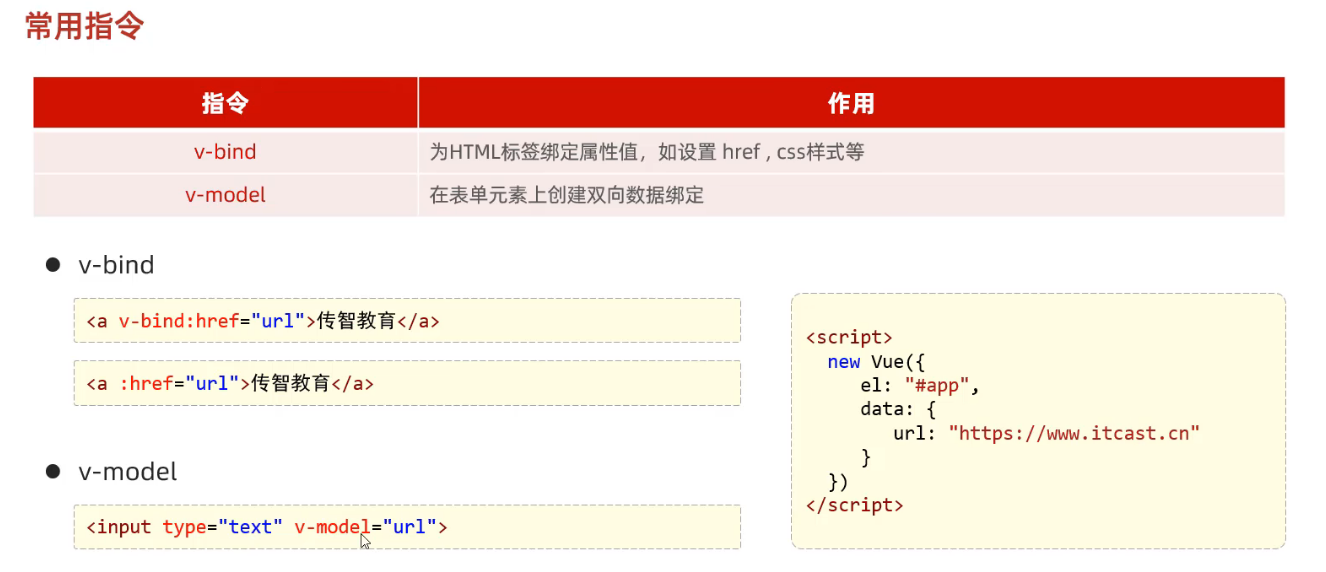 常用指令
指令 作用
v-bind 为HTML标签绑定属性值，如设置 href , css样式等
v-model 在表单元素上创建双向数据绑定
● v-bind
<a v-bind:href="url">传智教育</a>
<a :href="url">传智教育</a>
● v-model
<input type="text" v-model="url">
<script>
new Vue({
el: "#app",
data: {
url: "https://www.itcast.cn"
}
})
</script>